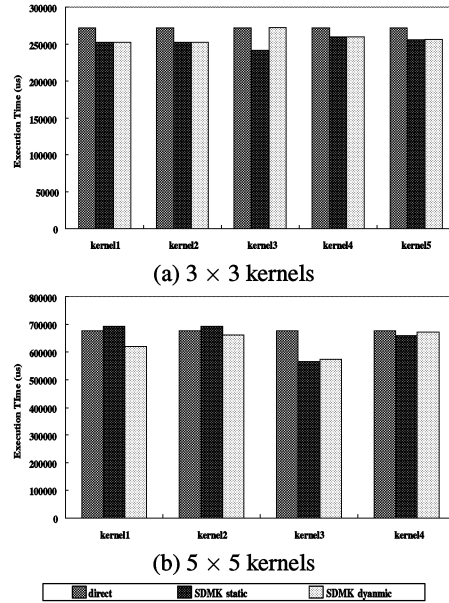 300000
250000
200000
150000
100000
50000
0
Execution Time (us)
kernel1 kernel2 kernel3 kernel4 kernel5
(a) 3 × 3 kernels
800000
700000
600000
500000
400000
300000
200000
100000
0
Execution TIme (us)
kernel1 kernel2 kernel3 kernel4
(b) 5 × 5 kernels
direct SDMK static SDMK dyanmic